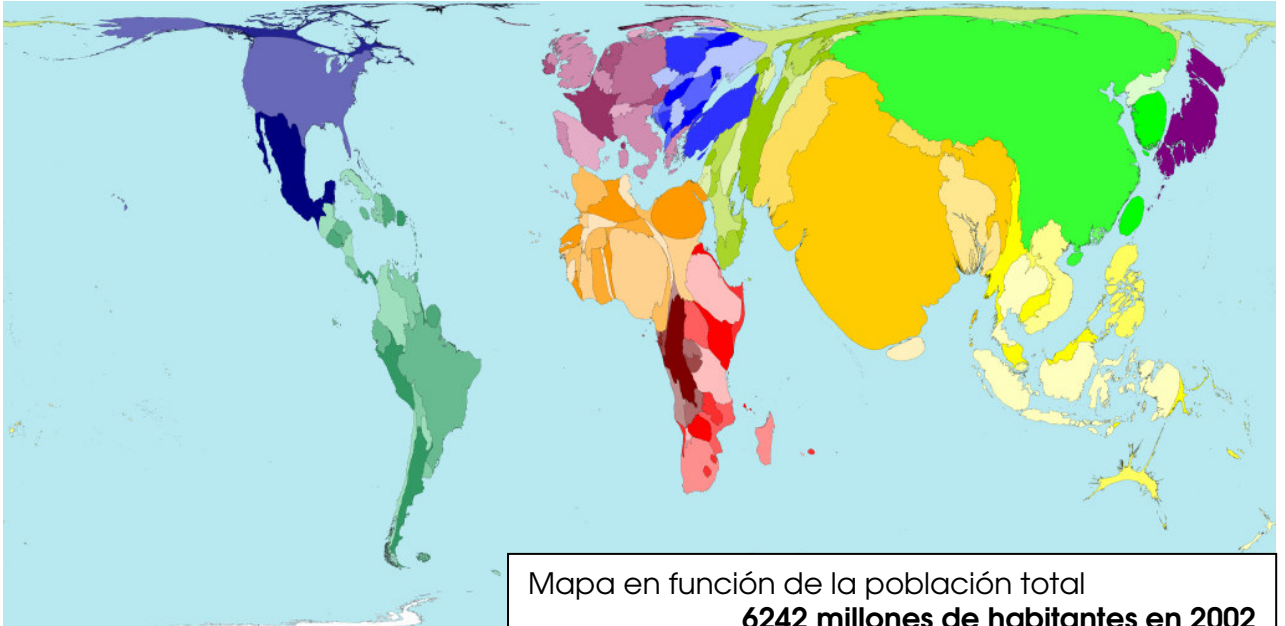 Mapa en función de la población total
6242 millones de habitantes en 2002